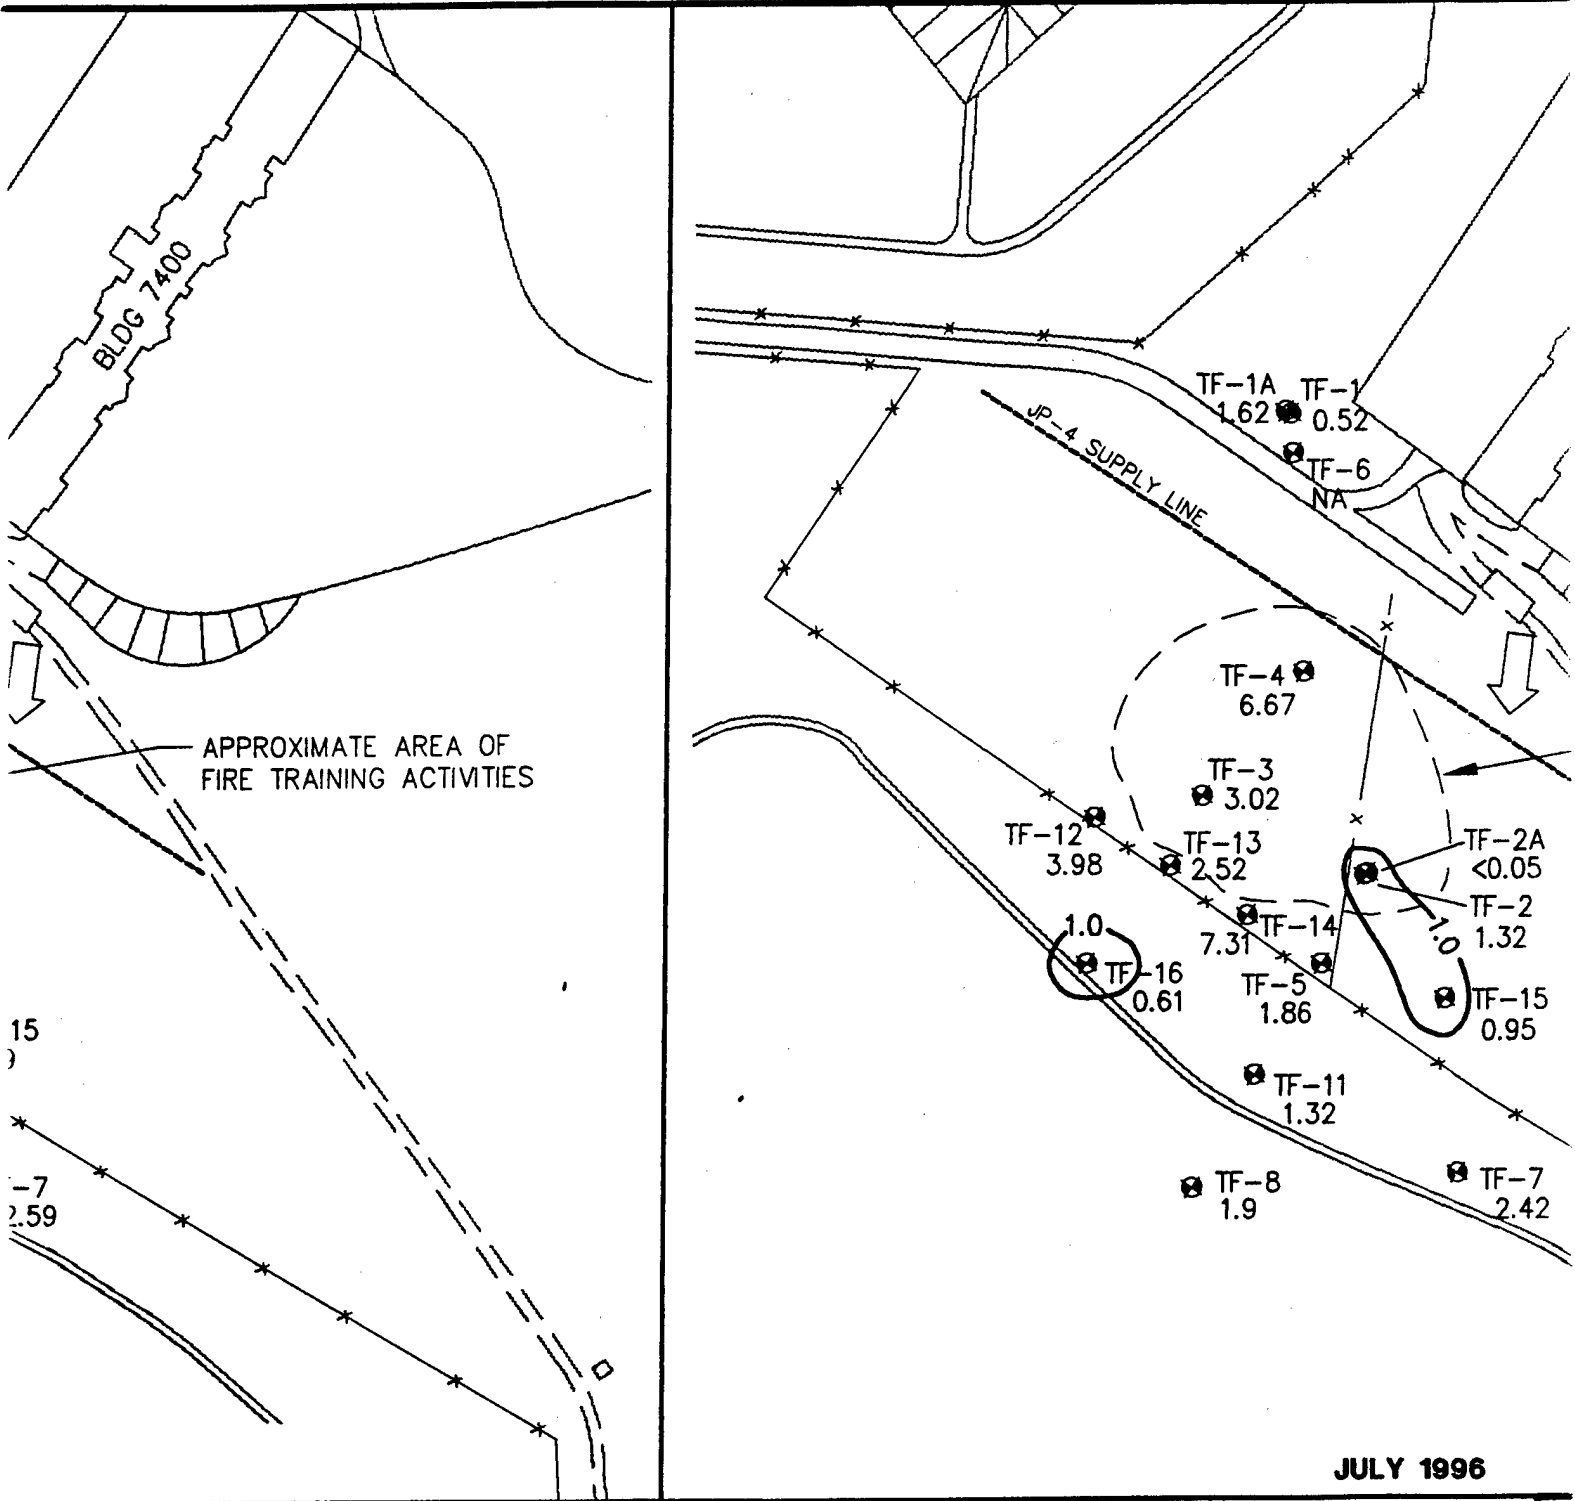 BLDG 7400
APPROXIMATE AREA OF
FIRE TRAINING ACTIVITIES
15
-7
2.59
JP-4 SUPPLY LINE
TF-1A
1.62
TF-1
0.52
TF-6
NA
TF-4
6.67
TF-3
3.02
TF-12
3.98
TF-13
2.52
TF-2A
<0.05
TF-2
1.32
TF-14
7.31
1.0
TF-16
0.61
1.0
TF-5
1.86
TF-15
0.95
TF-11
1.32
TF-8
1.9
TF-7
2.42
JULY 1996